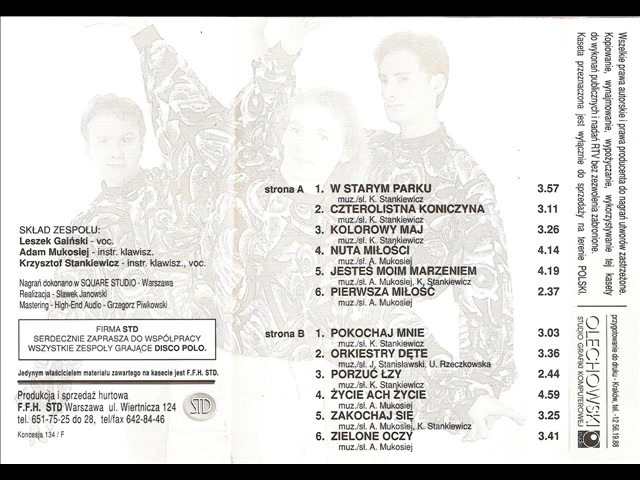 SKŁAD ZESPOŁU:
Leszek Gaiński - voc.
Adam Mukosiej - instr. klawisz.
Krzysztof Stankiewicz - instr. klawisz., voc.
Nagrań dokonano w SQUARE STUDIO - Warszawa
Realizacja - Sławek Janowski
Mastering - High-End Audio - Grzegorz Piwkowski
FIRMA STD
SERDECZNIE ZAPRASZA DO WSPÓŁPRACY
WSZYSTKIE ZESPOŁY GRAJĄCE DISCO POLO.
Jedynym właścicielem materiału zawartego na kasecie jest F.F.H. STD.
Produkcja i sprzedaż hurtowa
F.F.H. STD Warszawa ul. Wiertnicza 124
tel. 651-75-25 do 28, tel/fax 642-84-46
Koncesja 134 / F
STD
strona A 1. W STARYM PARKU 3.57
muz./sł. K. Stankiewicz
2. CZTEROLISTNA KONICZYNA 3.11
muz./sł. K. Stankiewicz
3. KOLOROWY MAJ 3.26
muz./sł. K. Stankiewicz
4. NUTA MIŁOŚCI 4.14
muz./sł. A. Mukosiej
5. JESTEŚ MOIM MARZENIEM 4.19
muz./sł. A. Mukosiej, K. Stankiewicz
6. PIERWSZA MIŁOŚĆ 2.37
muz./sł. A. Mukosiej
strona B 1. POKOCHAJ MNIE 3.03
muz./sł. K. Stankiewicz
2. ORKIESTRY DĘTE 3.36
muz./sł. J. Stanisławski, U. Rzeczkowska
3. PORZUĆ ŁZY 2.44
muz./sł. K. Stankiewicz
4. ŻYCIE ACH ŻYCIE 4.59
muz./sł. A. Mukosiej
5. ZAKOCHAJ SIĘ 3.25
muz./sł. A. Mukosiej, K. Stankiewicz
6. ZIELONE OCZY 3.41
muz./sł. A. Mukosiej
Wszelkie prawa autorskie i prawa producenta do nagrań utworów zastrzeżone.
Kopiowanie, wynajmowanie, wypożyczanie, wykorzystywanie tej kasety
do wykonań publicznych i nadań RTV bez zezwolenia zabronione.
Kaseta przeznaczona jest wyłącznie do sprzedaży na terenie POLSKI.
przygotowanie do druku - Kraków, tel. -12 56.19.88
OLECHOWSKI
STUDIO GRAFIKI KOMPUTEROWEJ